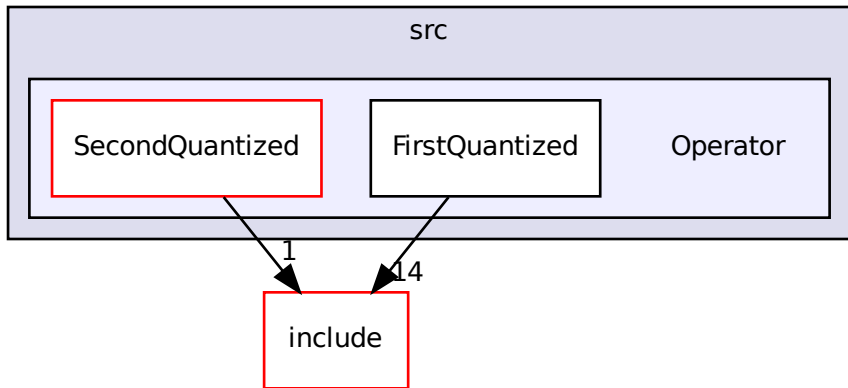 src
SecondQuantized
FirstQuantized
Operator
1
14
include